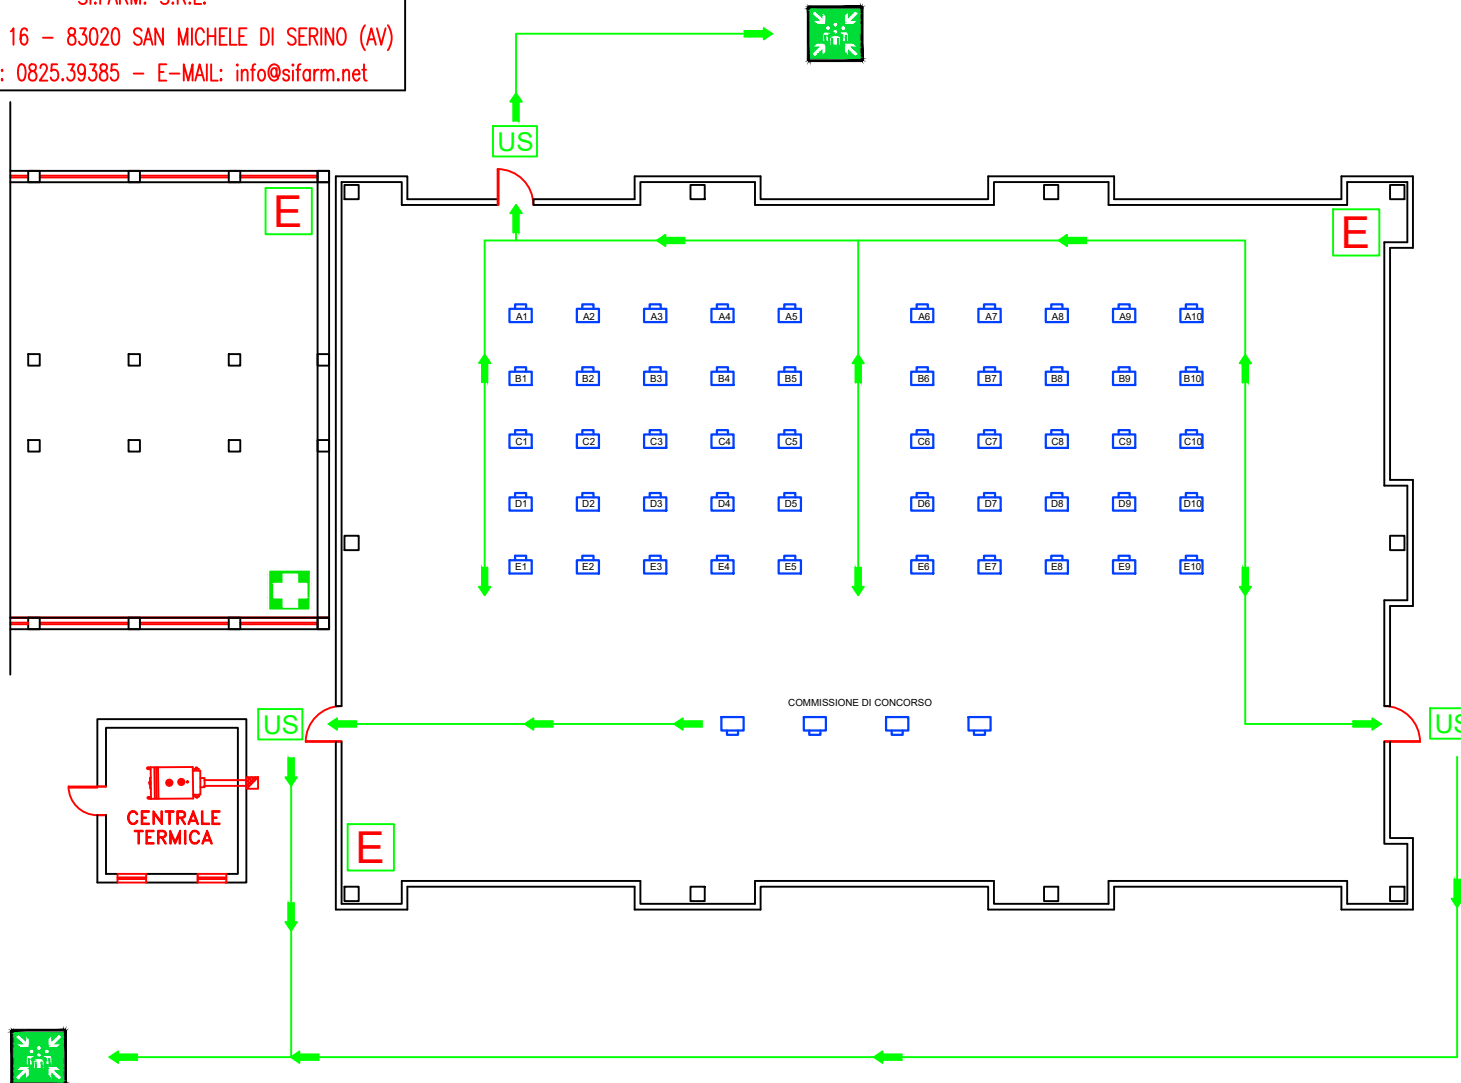 SI.FARM. S.R.L.
16 - 83020 SAN MICHELE DI SERINO (AV)
: 0825.39385 - E-MAIL: info@sifarm.net
US
E
E
A1 A2 A3 A4 A5 A6 A7 A8 A9 A10
B1 B2 B3 B4 B5 B6 B7 B8 B9 B10
C1 C2 C3 C4 C5 C6 C7 C8 C9 C10
D1 D2 D3 D4 D5 D6 D7 D8 D9 D10
E1 E2 E3 E4 E5 E6 E7 E8 E9 E10
COMMISSIONE DI CONCORSO
US
US
CENTRALE
TERMICA
E